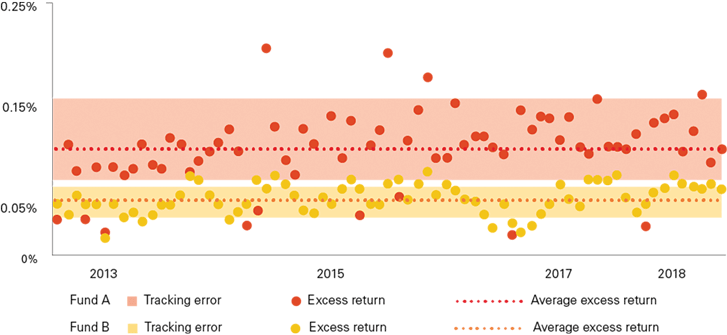 0.25%
0.15%
0.05%
0%
2013 2015 2017 2018
Fund A Tracking error Excess return Average excess return
Fund B Tracking error Excess return Average excess return